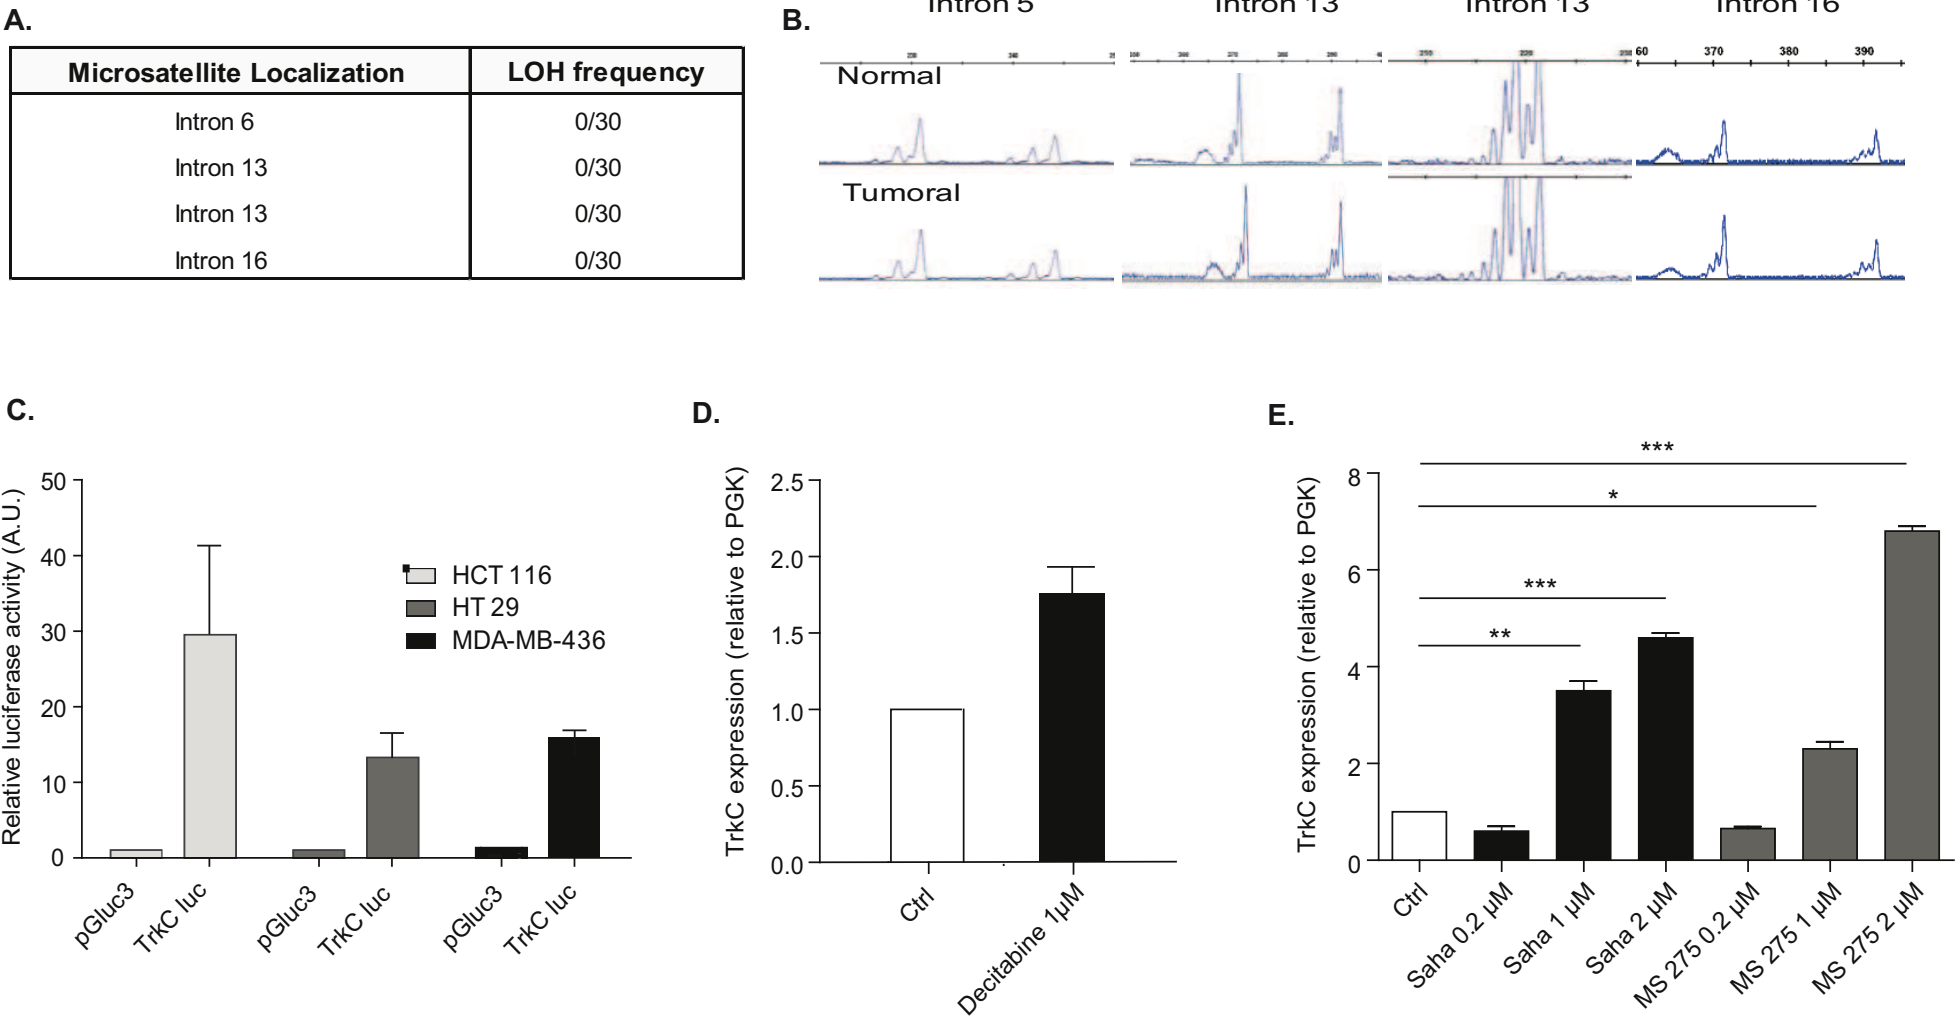 A.
Microsatellite Localization LOH frequency
Intron 6 0/30
Intron 13 0/30
Intron 13 0/30
Intron 16 0/30
B.
Intron 5 Intron 13 Intron 13 Intron 16
60 370 380 390
Normal
Tumoral
C.
Relative luciferase activity (A.U.)
50
40
30
20
10
0
HCT 116
HT 29
MDA-MB-436
pGluc3
TrkC luc
pGluc3
TrkC luc
pGluc3
TrkC luc
D.
TrkC expression (relative to PGK)
2.5
2.0
1.5
1.0
0.5
0.0
Ctrl
Decitabine 1µM
E.
TrkC expression (relative to PGK)
8
6
4
2
0
***
*
***
**
Ctrl
Saha 0.2 µM
Saha 1 µM
Saha 2 µM
MS 275 0.2 µM
MS 275 1 µM
MS 275 2 µM